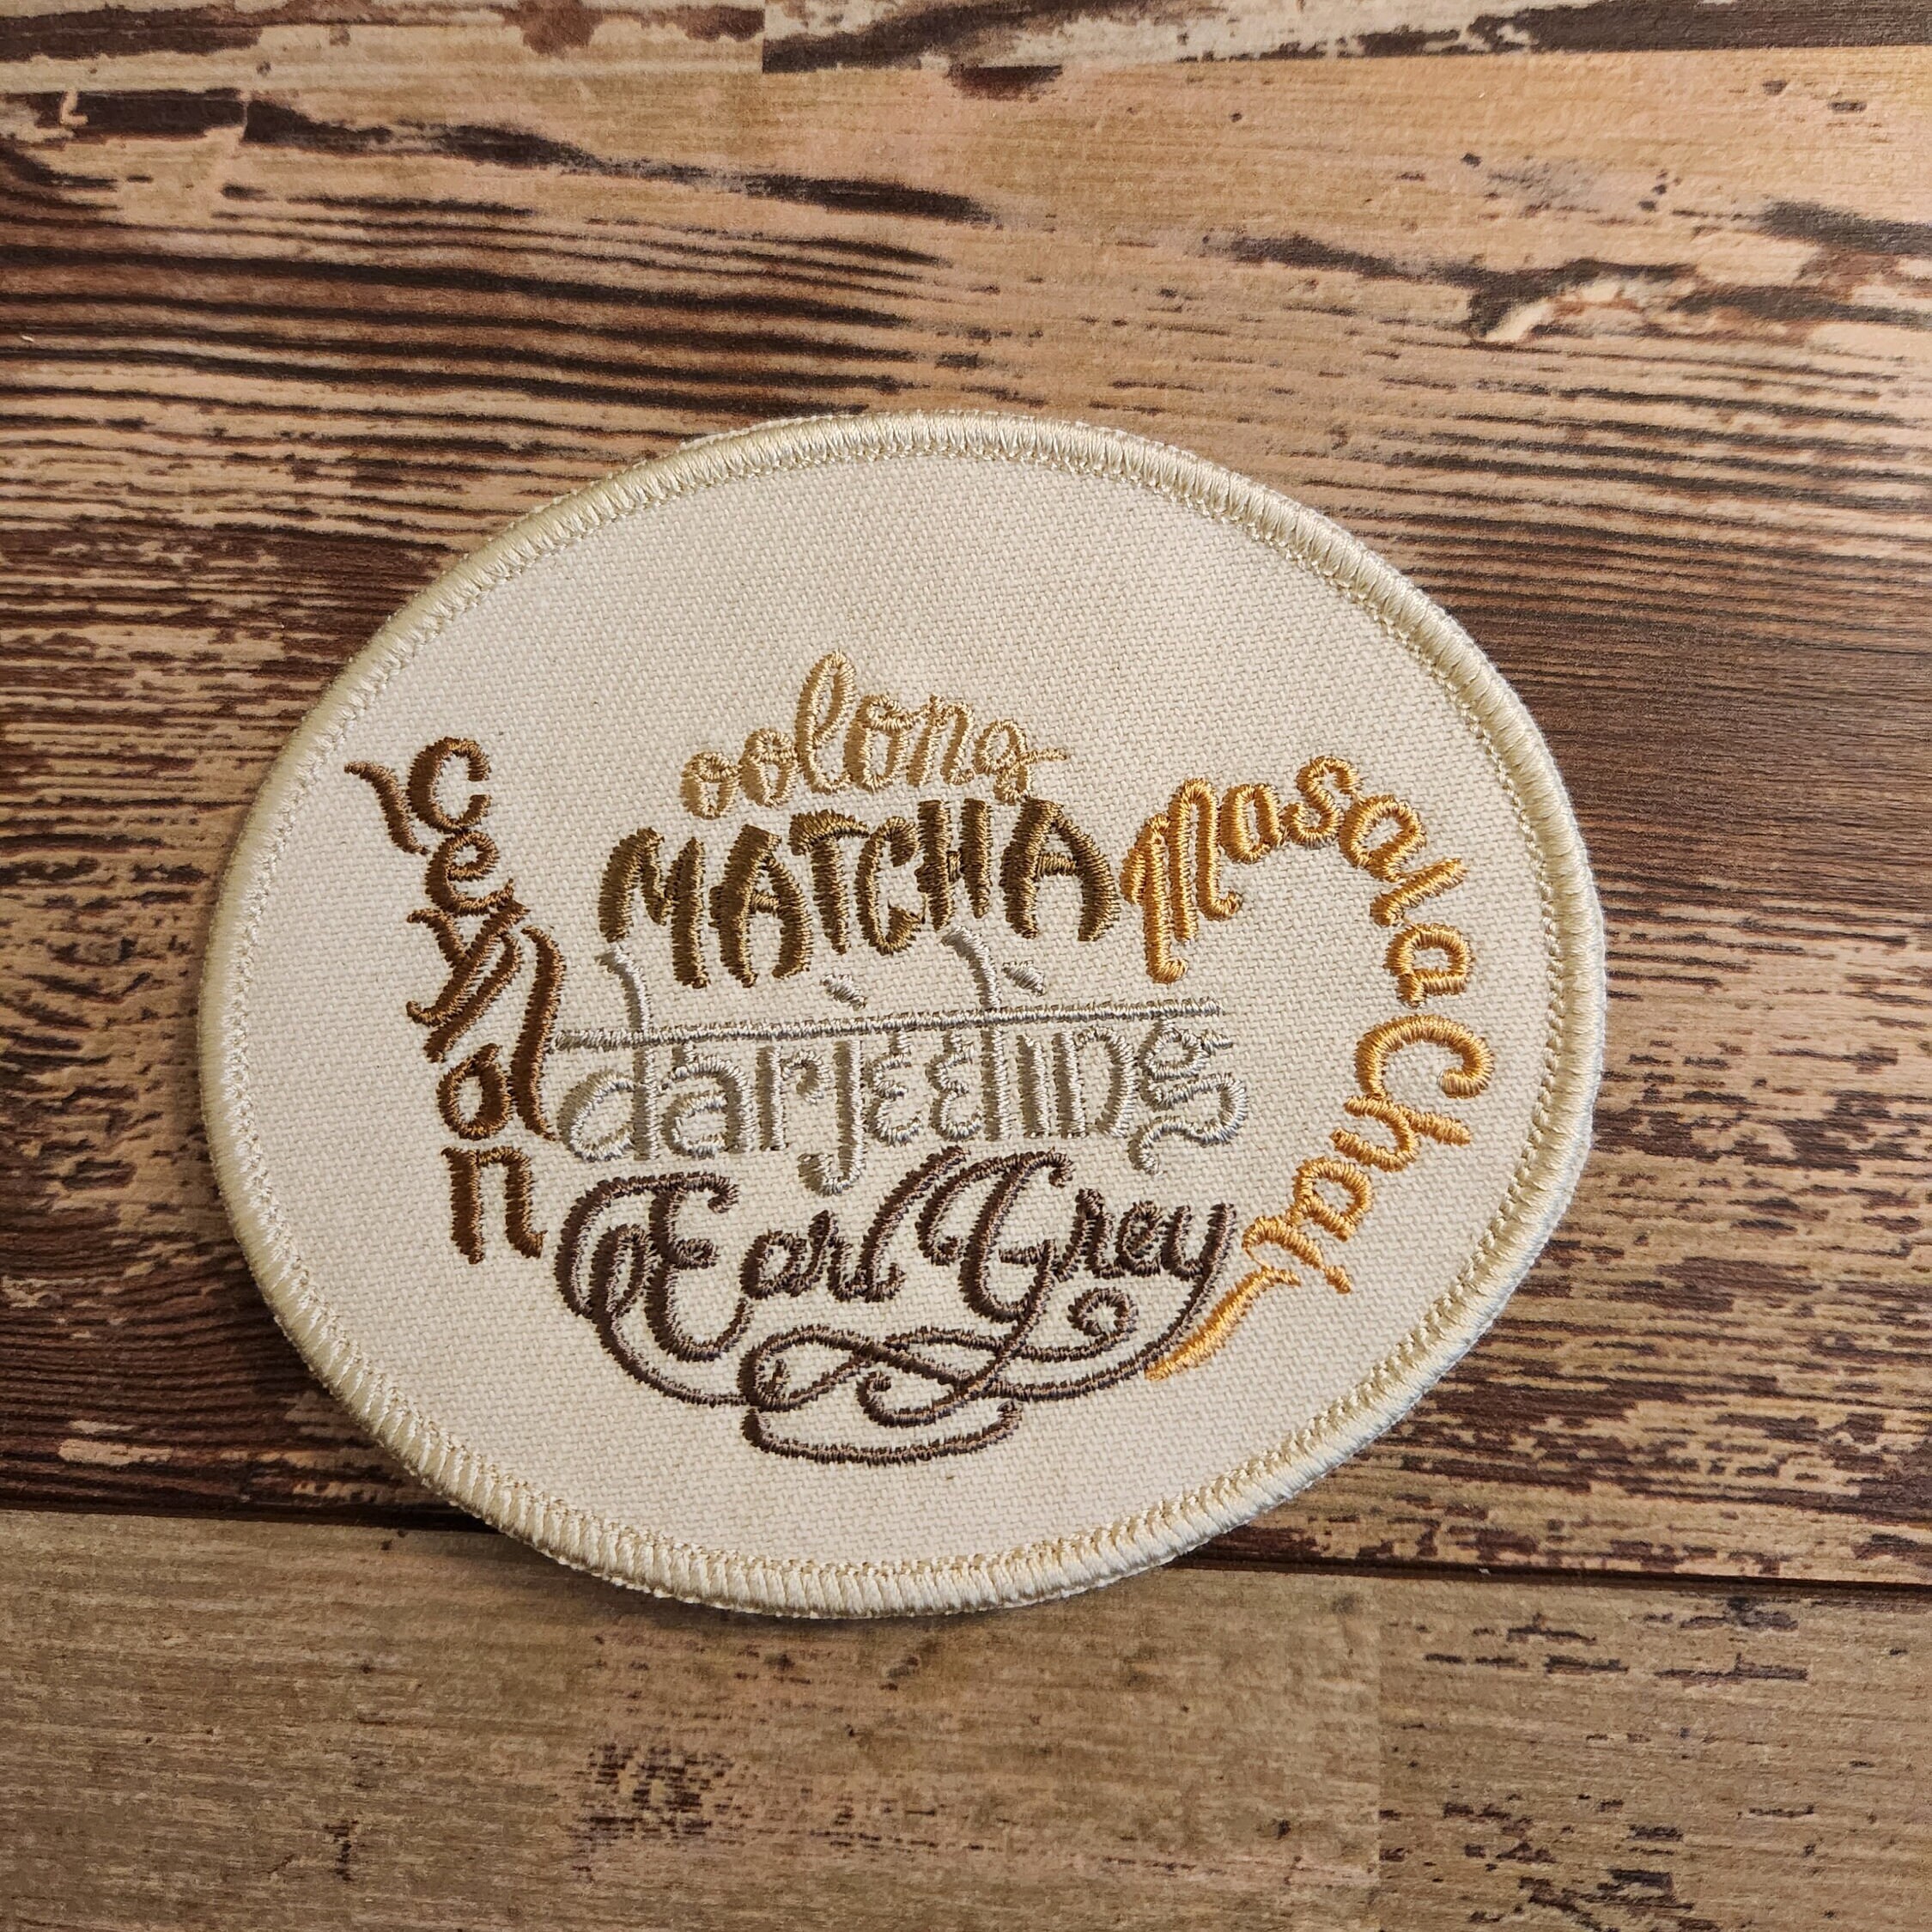 oolong
MATCHA
Masala Chai
ceylon
darjeeling
Earl Grey